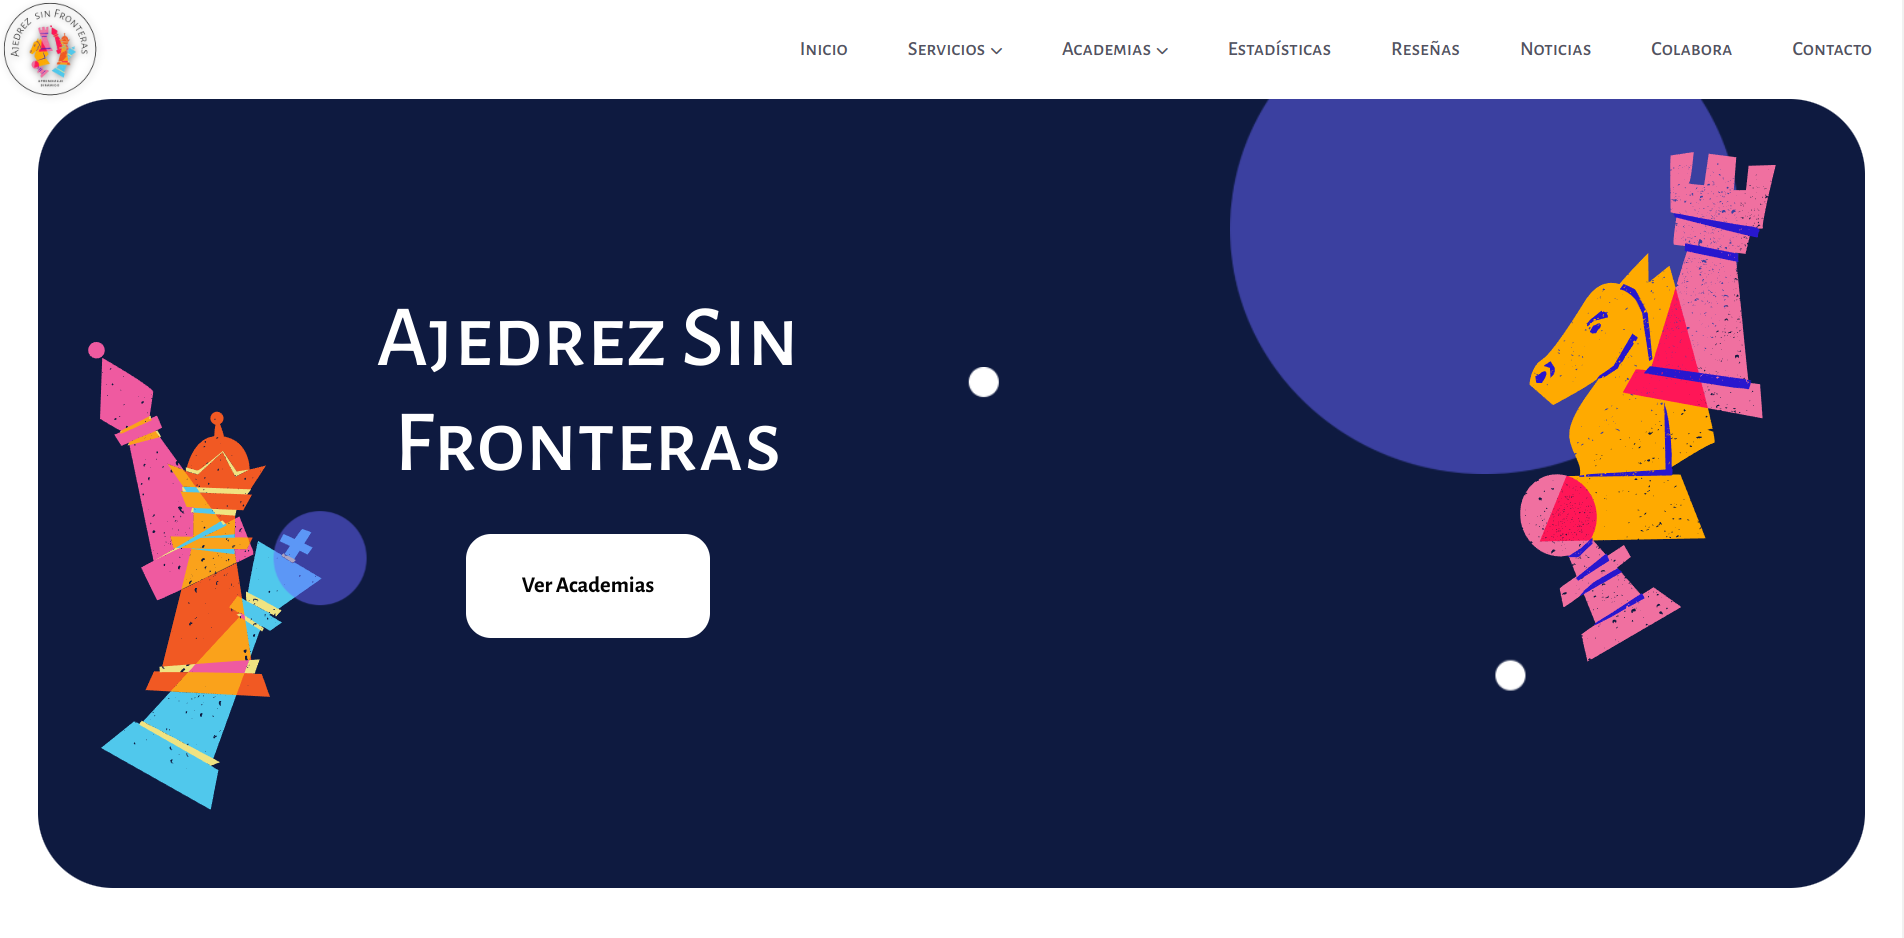 Ajedrez Sin Fronteras
Inicio
Servicios
Academias
Estadísticas
Reseñas
Noticias
Colabora
Contacto
Ajedrez Sin
Fronteras
Ver Academias